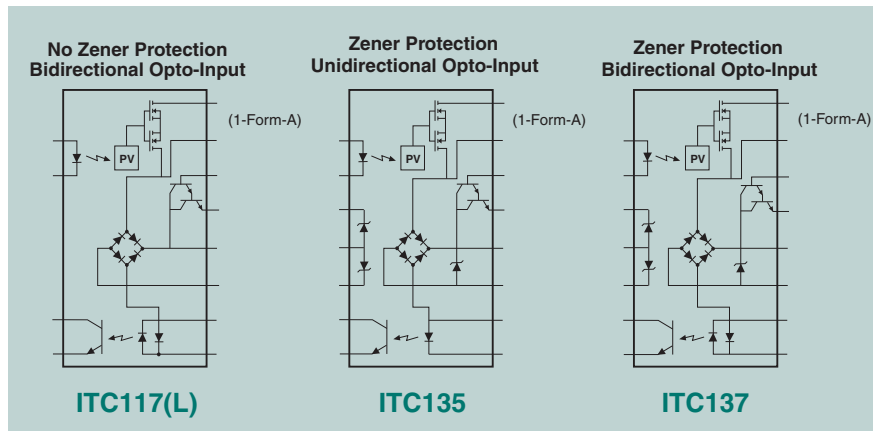 No Zener Protection
Bidirectional Opto-Input
Zener Protection
Unidirectional Opto-Input
Zener Protection
Bidirectional Opto-Input
(1-Form-A)
(1-Form-A)
(1-Form-A)
PV
PV
PV
ITC117(L)
ITC135
ITC137